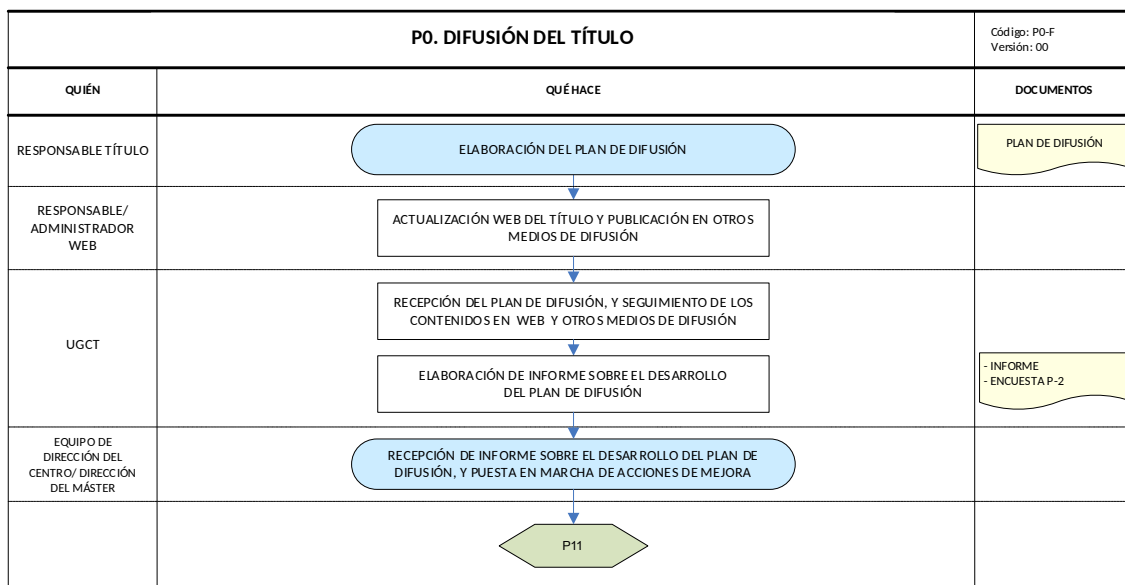 P0. DIFUSIÓN DEL TÍTULO
Código: P0-F
Versión: 00
QUIÉN
QUÉ HACE
DOCUMENTOS
RESPONSABLE TÍTULO
ELABORACIÓN DEL PLAN DE DIFUSIÓN
PLAN DE DIFUSIÓN
RESPONSABLE/
ADMINISTRADOR
WEB
ACTUALIZACIÓN WEB DEL TÍTULO Y PUBLICACIÓN EN OTROS
MEDIOS DE DIFUSIÓN
UGCT
RECEPCIÓN DEL PLAN DE DIFUSIÓN, Y SEGUIMIENTO DE LOS
CONTENIDOS EN WEB Y OTROS MEDIOS DE DIFUSIÓN
ELABORACIÓN DE INFORME SOBRE EL DESARROLLO
DEL PLAN DE DIFUSIÓN
- INFORME
- ENCUESTA P-2
EQUIPO DE
DIRECCIÓN DEL
CENTRO/ DIRECCIÓN
DEL MÁSTER
RECEPCIÓN DE INFORME SOBRE EL DESARROLLO DEL PLAN DE
DIFUSIÓN, Y PUESTA EN MARCHA DE ACCIONES DE MEJORA
P11